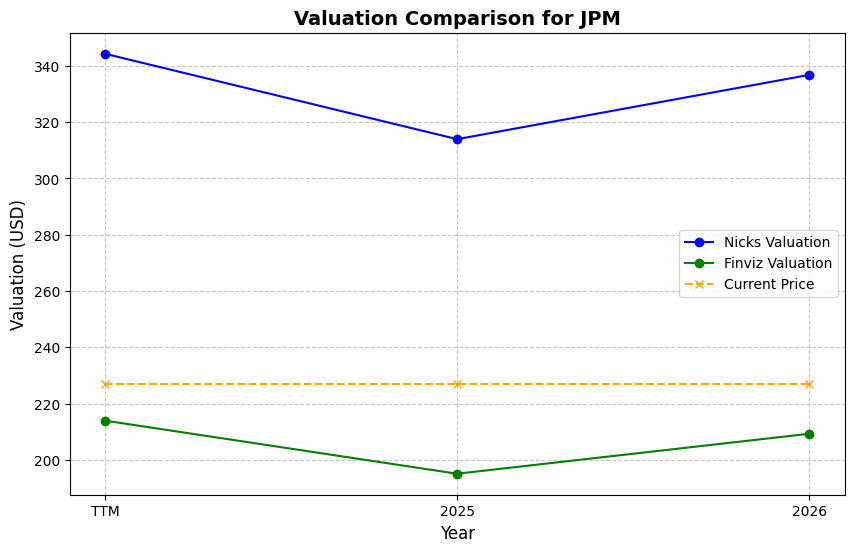 Valuation Comparison for JPM
Valuation (USD)
340
320
300
280
260
240
220
200
Nicks Valuation
Finviz Valuation
Current Price
TTM
2025
2026
Year